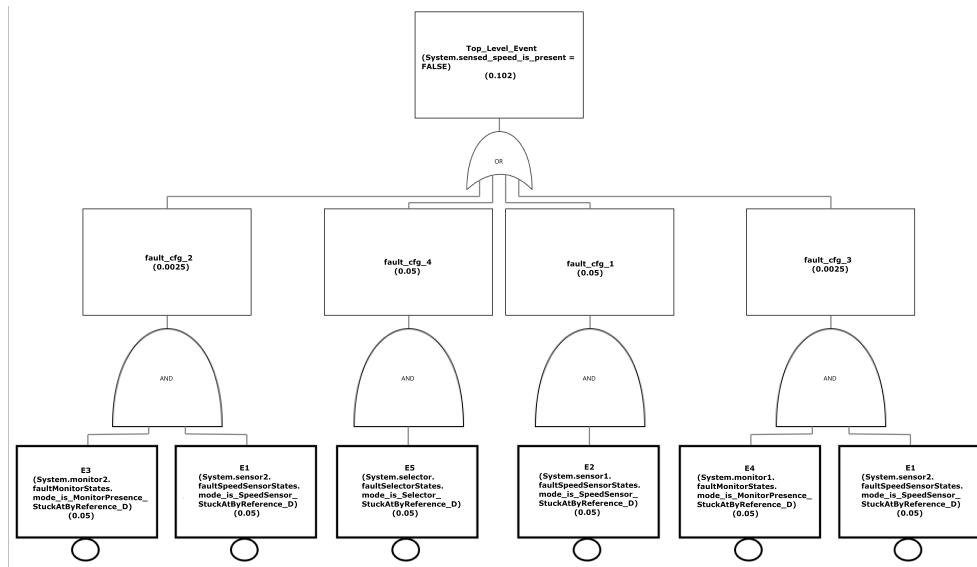 Top_Level_Event
(System.sensed_speed_is_present =
FALSE)
(0.102)
OR
fault_cfg_2
(0.0025)
fault_cfg_4
(0.05)
fault_cfg_1
(0.05)
fault_cfg_3
(0.0025)
AND
AND
AND
AND
E3
(System.monitor2.
faultMonitorStates.
mode_is_MonitorPresence_
StuckAtByReference_D)
(0.05)
E1
(System.sensor2.
faultSpeedSensorStates.
mode_is_SpeedSensor_
StuckAtByReference_D)
(0.05)
E5
(System.selector.
faultSelectorStates.
mode_is_Selector_
StuckAtByReference_D)
(0.05)
E2
(System.sensor1.
faultSpeedSensorStates.
mode_is_SpeedSensor_
StuckAtByReference_D)
(0.05)
E4
(System.monitor1.
faultMonitorStates.
mode_is_MonitorPresence_
StuckAtByReference_D)
(0.05)
E1
(System.sensor2.
faultSpeedSensorStates.
mode_is_SpeedSensor_
StuckAtByReference_D)
(0.05)